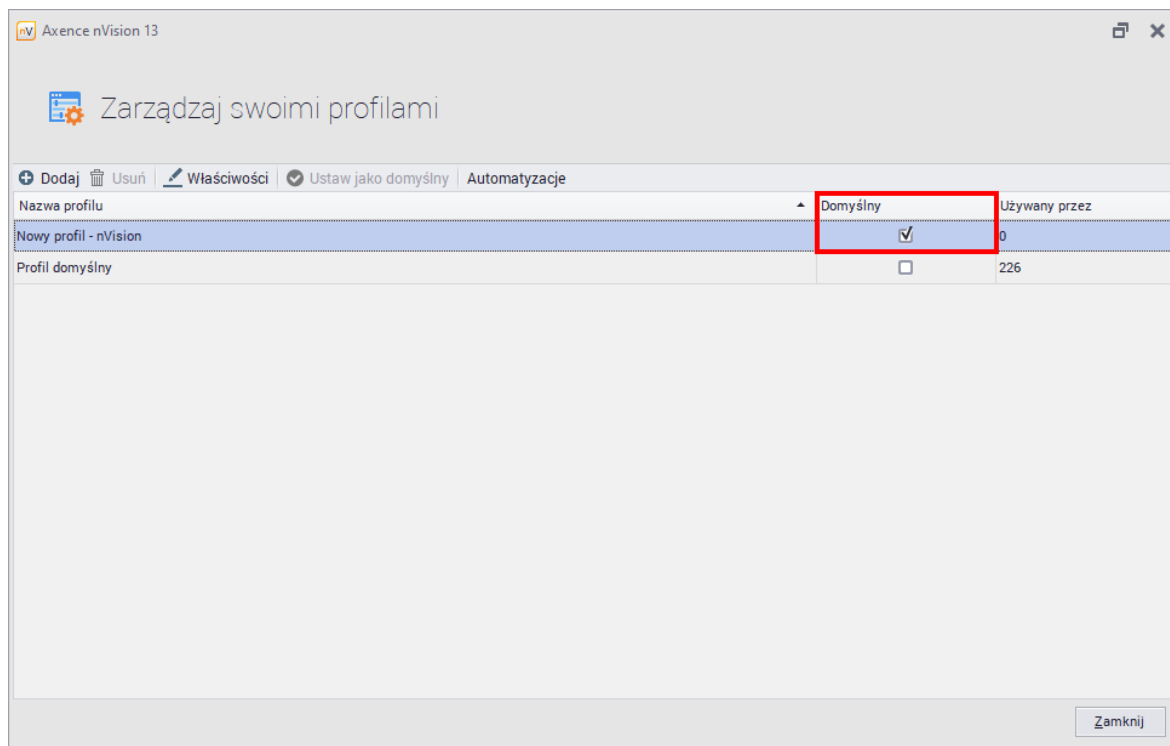 nV Axence nVision 13
Zarządzaj swoimi profilami
Dodaj Usuń Właściwości Ustaw jako domyślny Automatyzacje
Nazwa profilu Domyślny Używany przez
Nowy profil - nVision 0
Profil domyślny 226
Zamknij